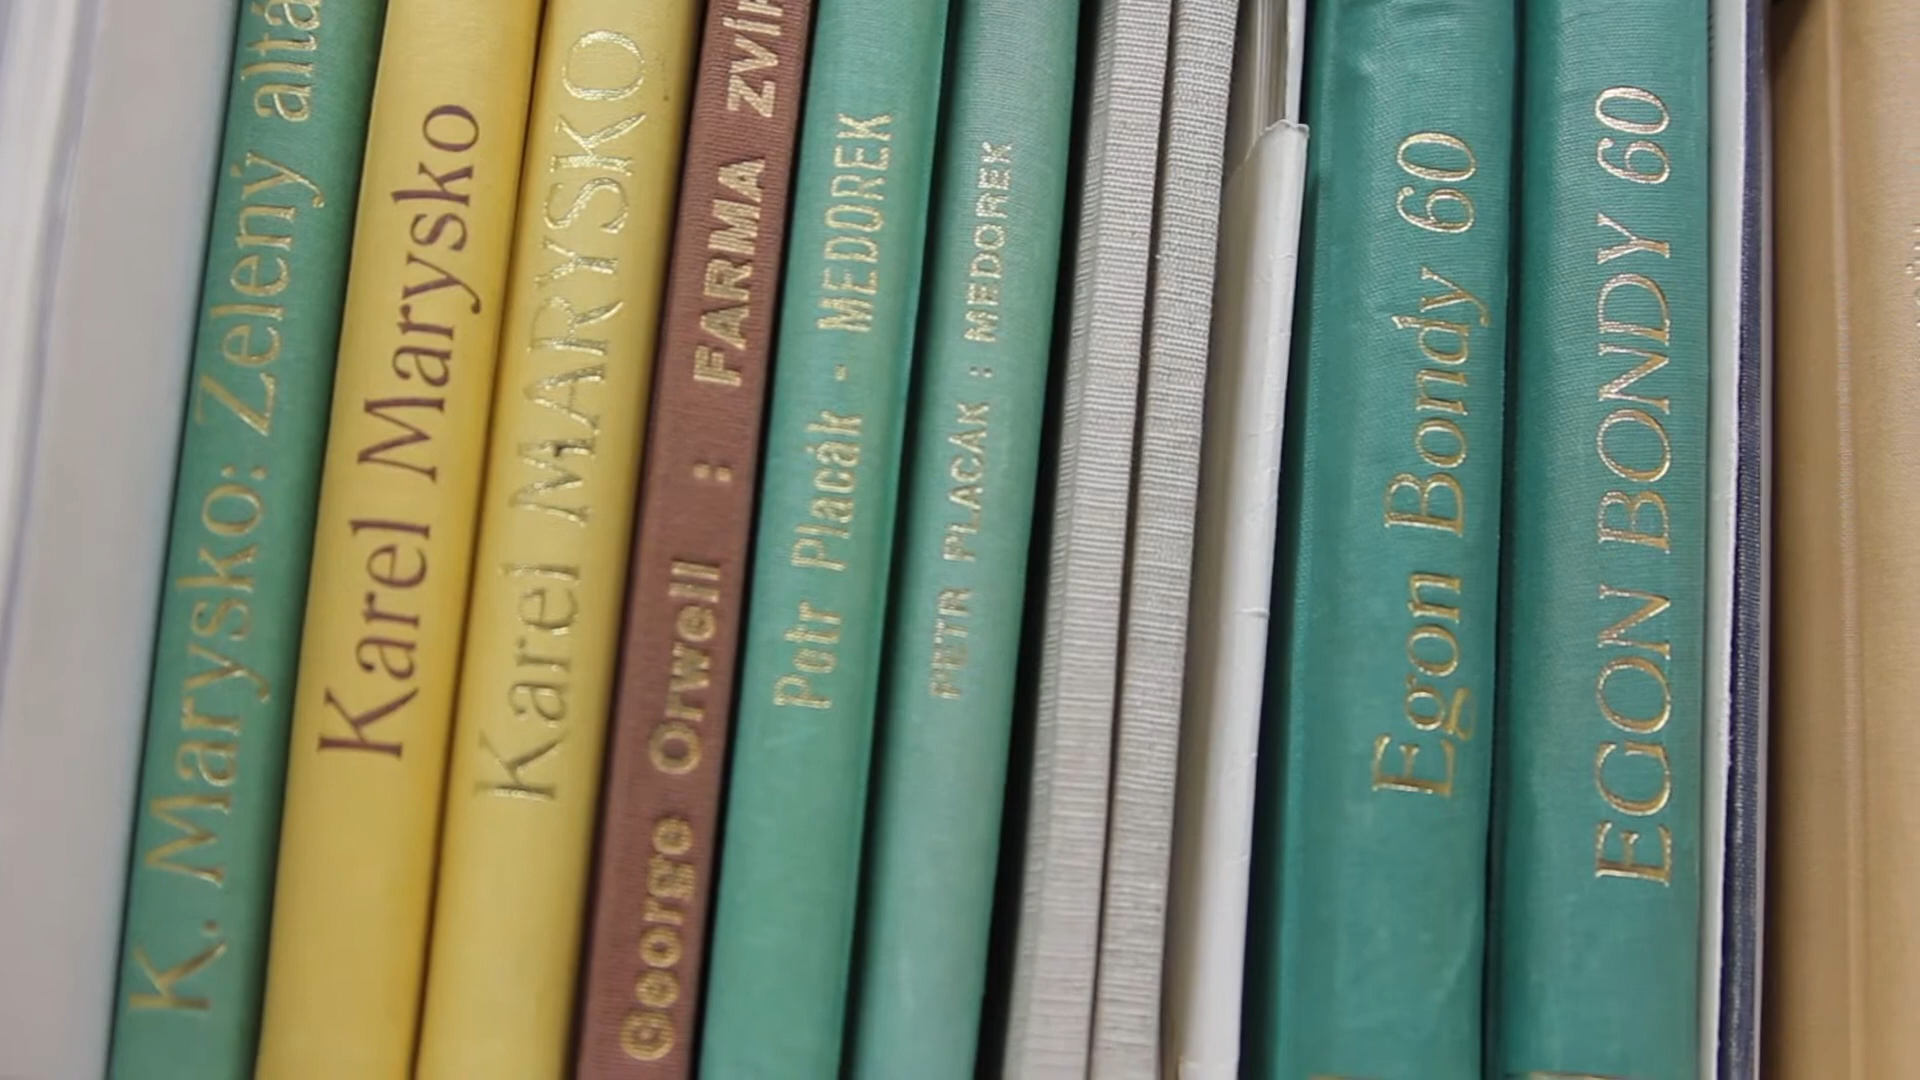 K. Marysko: Zelený altá
Karel Marysko
Karel MARYSKO
George Orwell : FARMA ZVÍŘ
Petr Placák - MEDOREK
PETR PLACÁK : MEDOREK
Egon Bondy 60
EGON BONDY 60